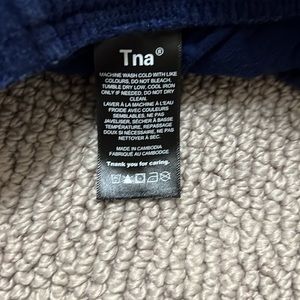 Tna®
MACHINE WASH COLD WITH LIKE
COLOURS, DO NOT BLEACH,
TUMBLE DRY LOW, COOL IRON
ONLY IF NEEDED, DO NOT DRY
CLEAN.
LAVER À LA MACHINE À L'EAU
FROIDE AVEC COULEURS
SEMBLABLES, NE PAS
JAVELISER, SÉCHER À BASSE
TEMPÉRATURE, REPASSAGE
DOUX SI NÉCESSAIRE, NE PAS
NETTOYER À SEC.
MADE IN CAMBODIA
FABRIQUÉ AU CAMBODGE
Tnank you for caring.